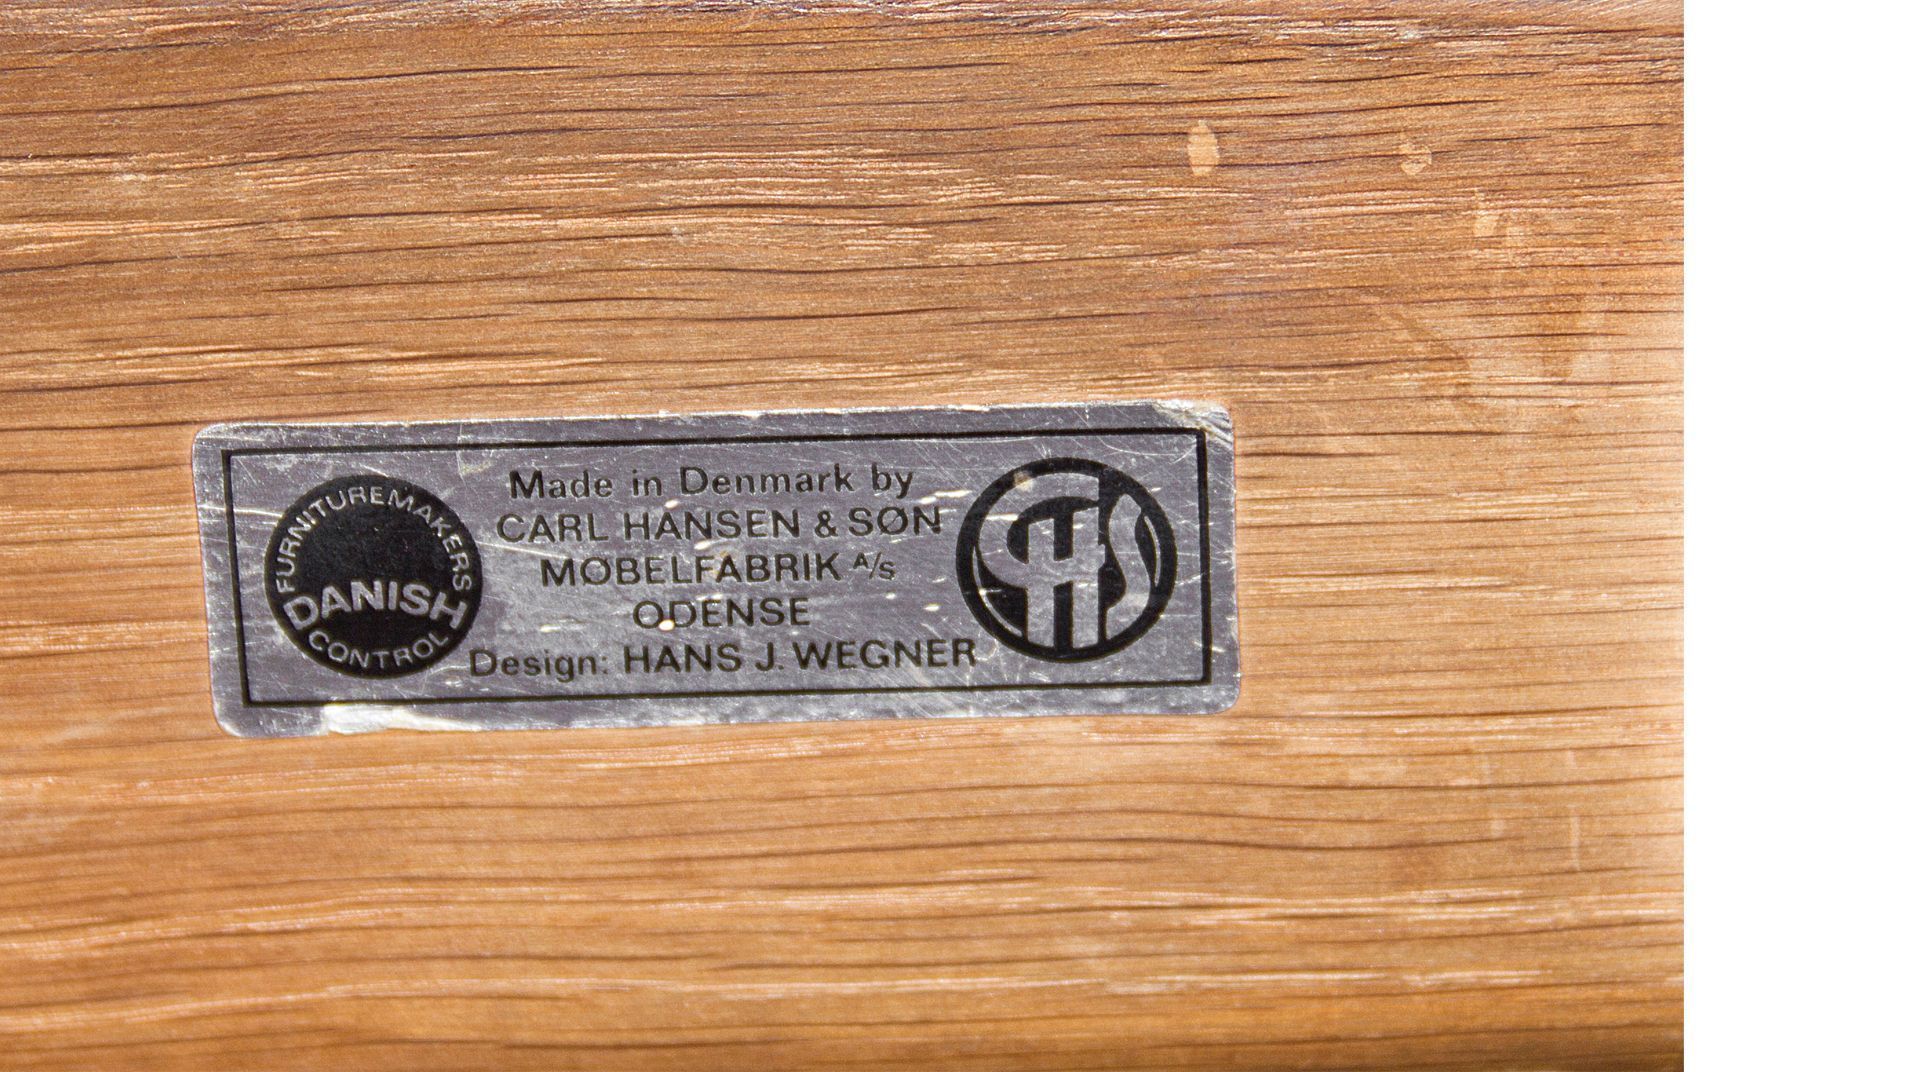 FURNITUREMAKERS
DANISH
CONTROL
Made in Denmark by
CARL HANSEN & SØN
MØBELFABRIK A/s
ODENSE
Design: HANS J. WEGNER
CHS